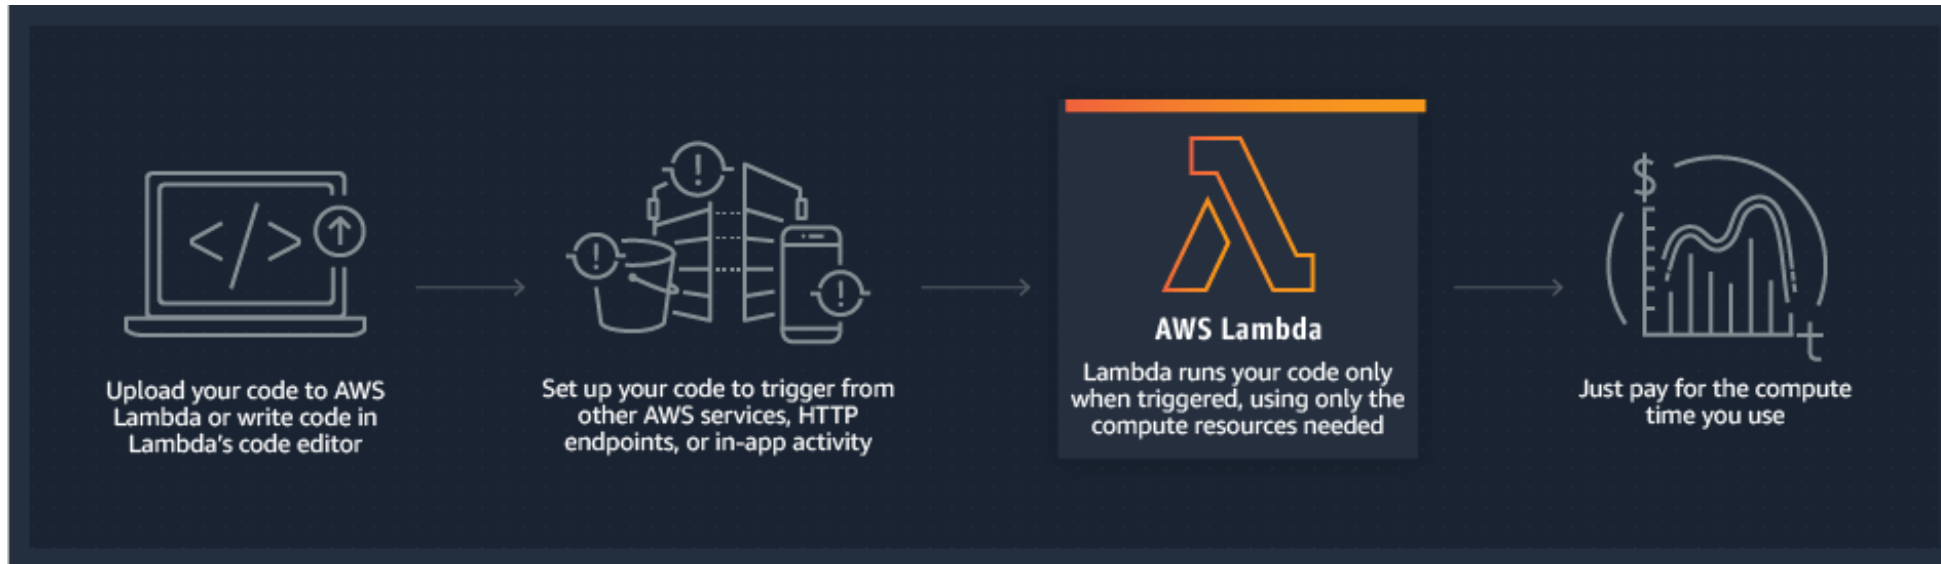 Upload your code to AWS
Lambda or write code in
Lambda's code editor
Set up your code to trigger from
other AWS services, HTTP
endpoints, or in-app activity
AWS Lambda
Lambda runs your code only
when triggered, using only the
compute resources needed
$
t
Just pay for the compute
time you use